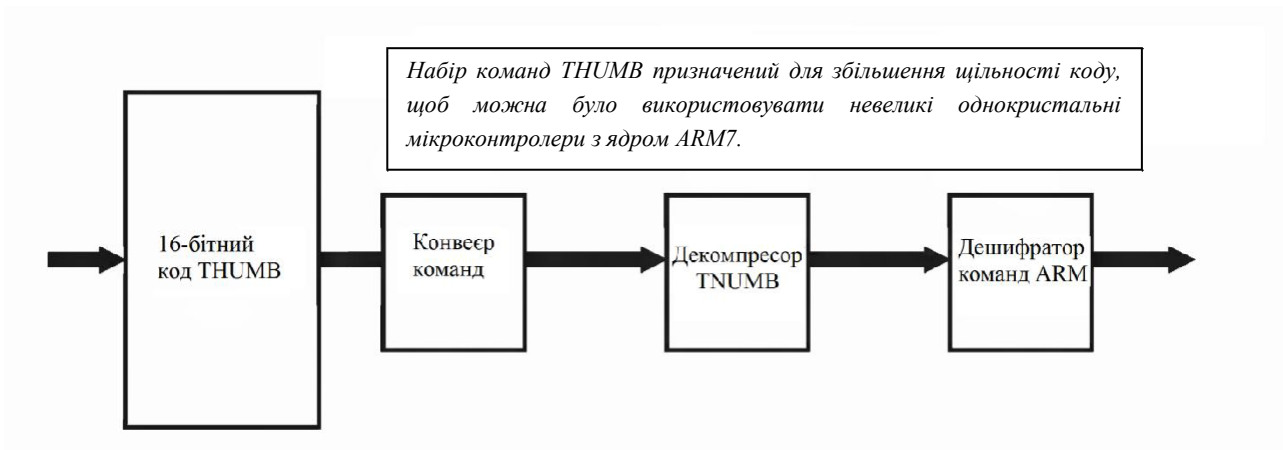 Набір команд THUMB призначений для збільшення щільності коду,
щоб можна було використовувати невеликі однокристальні
мікроконтролери з ядром ARM7.
16-бітний
код THUMB
Конвеєр
команд
Декомпресор
TNUMB
Дешифратор
команд ARM